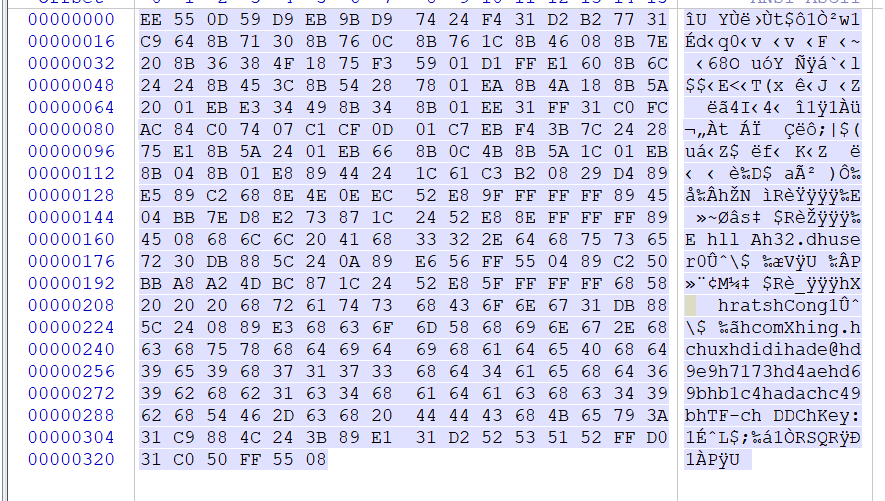 Offset 0 1 2 3 4 5 6 7 8 9 10 11 12 13 14 15 ANSI ASCII
00000000 EE 55 0D 59 D9 EB 9B D9 74 24 F4 31 D2 B2 77 31 îU YÙë›Ùt$ô1Ò²w1
00000016 C9 64 8B 71 30 8B 76 0C 8B 76 1C 8B 46 08 8B 7E Éd‹q0‹v ‹v ‹F ‹~
00000032 20 8B 36 38 4F 18 75 F3 59 01 D1 FF E1 60 8B 6C ‹68O uóY Ñÿá`‹l
00000048 24 24 8B 45 3C 8B 54 28 78 01 EA 8B 4A 18 8B 5A $$‹E<‹T(x ê‹J ‹Z
00000064 20 01 EB E3 34 49 8B 34 8B 01 EE 31 FF 31 C0 FC ëã4I‹4‹ î1ÿ1Àü
00000080 AC 84 C0 74 07 C1 CF 0D 01 C7 EB F4 3B 7C 24 28 ¬„Àt ÁÏ Çëô;|$(
00000096 75 E1 8B 5A 24 01 EB 66 8B 0C 4B 8B 5A 1C 01 EB uá‹Z$ ëf‹ K‹Z ë
00000112 8B 04 8B 01 E8 89 44 24 1C 61 C3 B2 08 29 D4 89 ‹ ‹ è‰D$ aÃ² )Ô‰
00000128 E5 89 C2 68 8E 4E 0E EC 52 E8 9F FF FF FF 89 45 å‰ÂhŽN ìRèŸÿÿÿ‰E
00000144 04 BB 7E D8 E2 73 87 1C 24 52 E8 8E FF FF FF 89 »~Øâs‡ $RèŽÿÿÿ‰
00000160 45 08 68 6C 6C 20 41 68 33 32 2E 64 68 75 73 65 E hll Ah32.dhuse
00000176 72 30 DB 88 5C 24 0A 89 E6 56 FF 55 04 89 C2 50 r0Ûˆ\$ ‰æVÿU ‰ÂP
00000192 BB A8 A2 4D BC 87 1C 24 52 E8 5F FF FF FF 68 58 »¨¢M¼‡ $Rè_ÿÿÿhX
00000208 20 20 20 68 72 61 74 73 68 43 6F 6E 67 31 DB 88 hratshCong1Ûˆ
00000224 5C 24 08 89 E3 68 63 6F 6D 58 68 69 6E 67 2E 68 \$ ‰ãhcomXhing.h
00000240 63 68 75 78 68 64 69 64 69 68 61 64 65 40 68 64 chuxhdidihade@hd
00000256 39 65 39 68 37 31 37 33 68 64 34 61 65 68 64 36 9e9h7173hd4aehd6
00000272 39 62 68 62 31 63 34 68 61 64 61 63 68 63 34 39 9bhb1c4hadachc49
00000288 62 68 54 46 2D 63 68 20 44 44 43 68 4B 65 79 3A bhTF-ch DDChKey:
00000304 31 C9 88 4C 24 3B 89 E1 31 D2 52 53 51 52 FF D0 1ÉˆL$;‰á1ÒRSQRÿÐ
00000320 31 C0 50 FF 55 08 1ÀPÿU